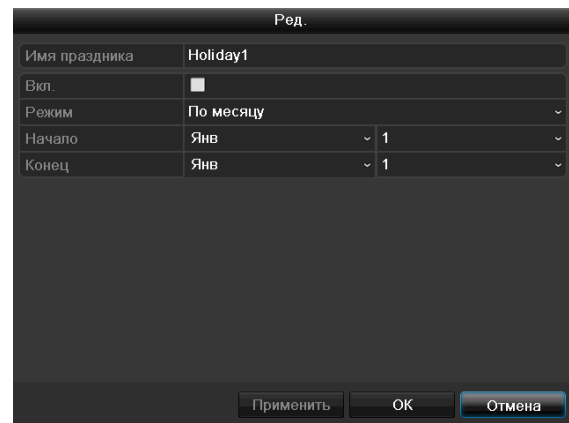 Ред.
Имя праздника Holiday1
Вкл.
Режим По месяцу
Начало Янв 1
Конец Янв 1
Применить OK Отмена